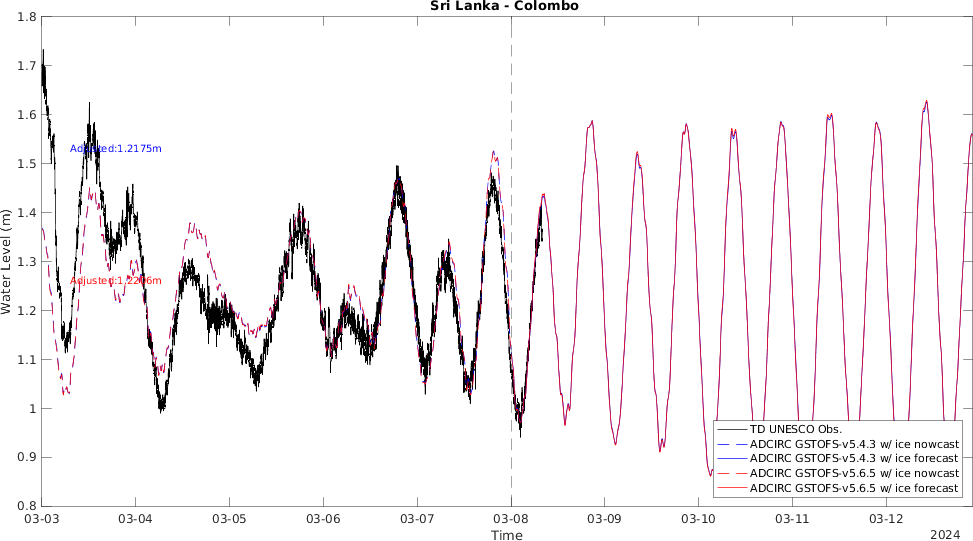 Sri Lanka - Colombo
Water Level (m)
1.8
1.7
1.6
1.5
1.4
1.3
1.2
1.1
1
0.9
0.8
Adjusted:1.2175m
Adjusted:1.2206m
TD UNESCO Obs.
ADCIRC GSTOFS-v5.4.3 w/ ice nowcast
ADCIRC GSTOFS-v5.4.3 w/ ice forecast
ADCIRC GSTOFS-v5.6.5 w/ ice nowcast
ADCIRC GSTOFS-v5.6.5 w/ ice forecast
03-03 03-04 03-05 03-06 03-07 03-08 03-09 03-10 03-11 03-12
Time
2024